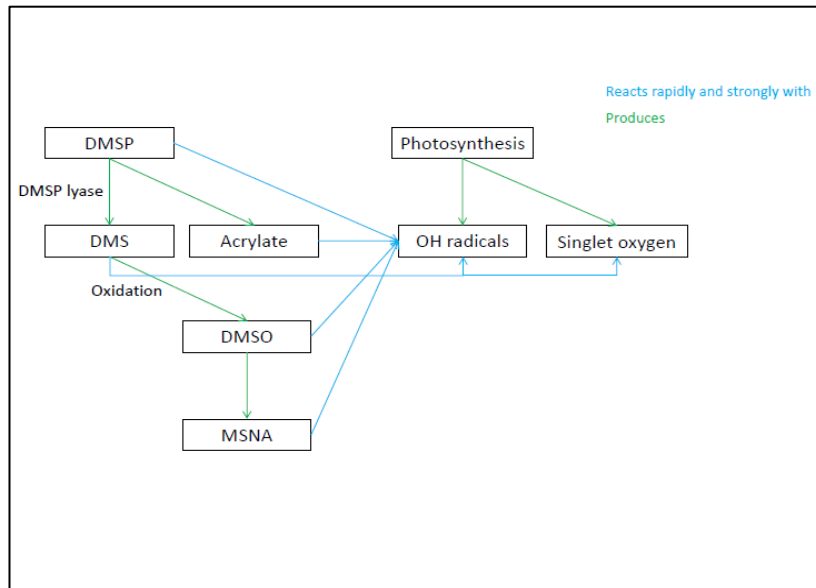 Reacts rapidly and strongly with
Produces
DMSP
Photosynthesis
DMSP lyase
DMS
Acrylate
OH radicals
Singlet oxygen
Oxidation
DMSO
MSNA